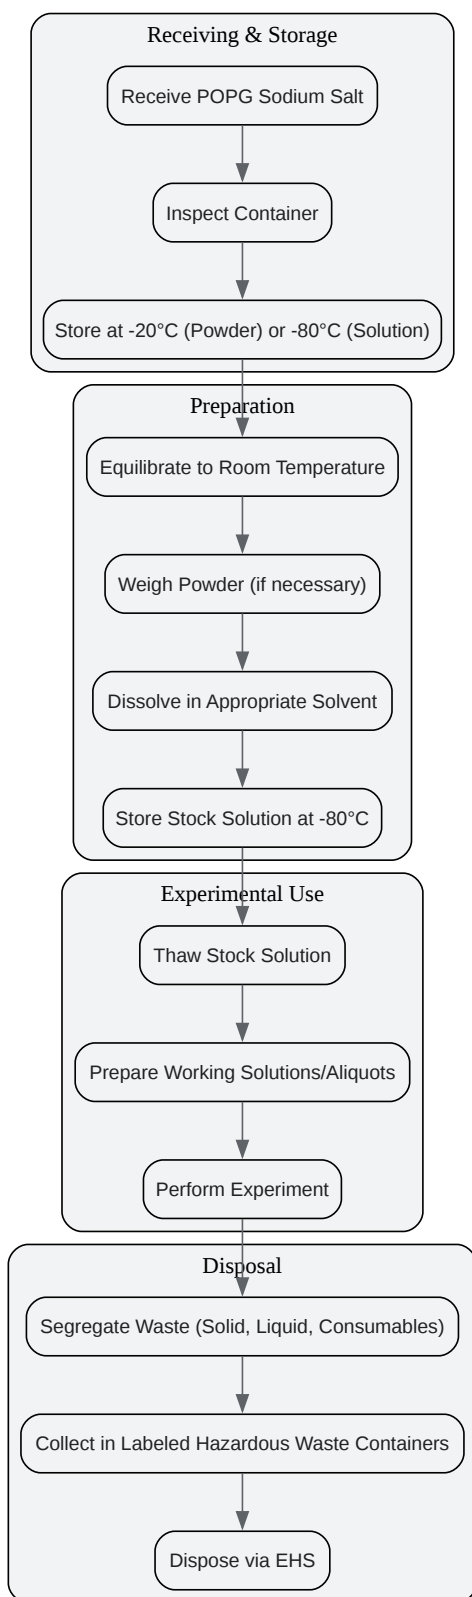 Receiving & Storage
Receive POPG Sodium Salt
Inspect Container
Store at -20°C (Powder) or -80°C (Solution)
Preparation
Equilibrate to Room Temperature
Weigh Powder (if necessary)
Dissolve in Appropriate Solvent
Store Stock Solution at -80°C
Experimental Use
Thaw Stock Solution
Prepare Working Solutions/Aliquots
Perform Experiment
Disposal
Segregate Waste (Solid, Liquid, Consumables)
Collect in Labeled Hazardous Waste Containers
Dispose via EHS